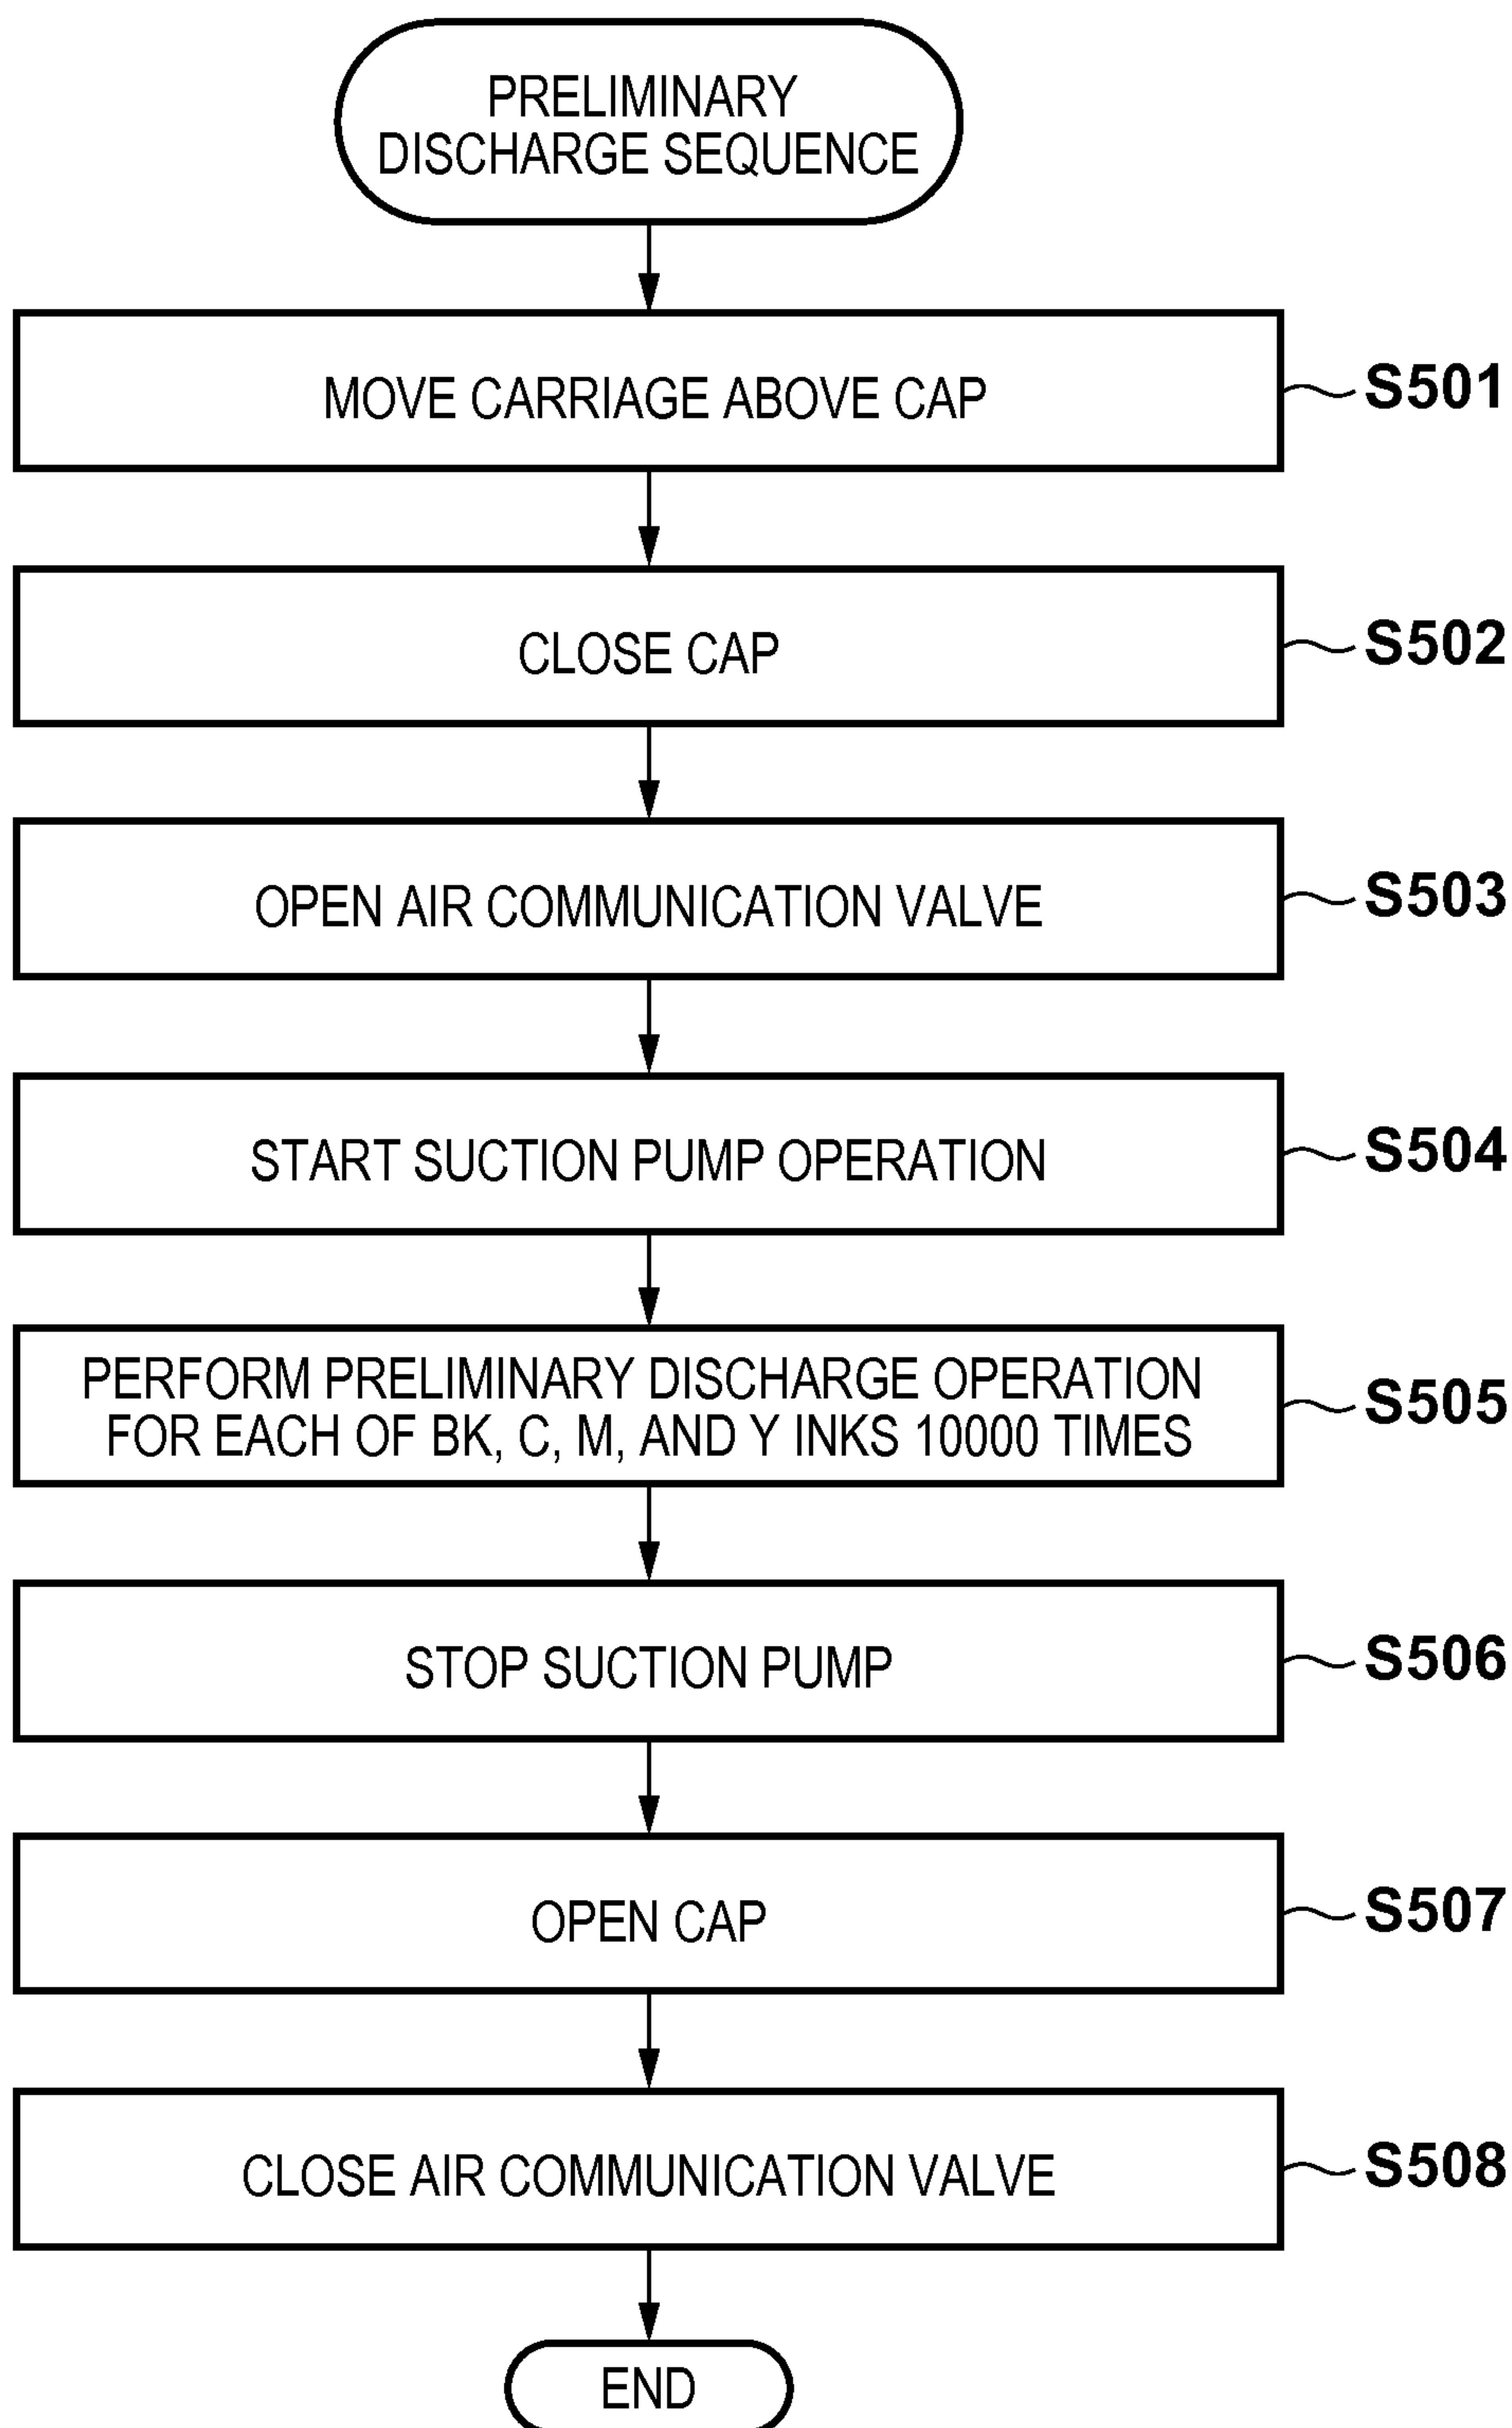 PRELIMINARY
DISCHARGE SEQUENCE
MOVE CARRIAGE ABOVE CAP
S501
CLOSE CAP
S502
OPEN AIR COMMUNICATION VALVE
S503
START SUCTION PUMP OPERATION
S504
PERFORM PRELIMINARY DISCHARGE OPERATION
FOR EACH OF BK, C, M, AND Y INKS 10000 TIMES
S505
STOP SUCTION PUMP
S506
OPEN CAP
S507
CLOSE AIR COMMUNICATION VALVE
S508
END